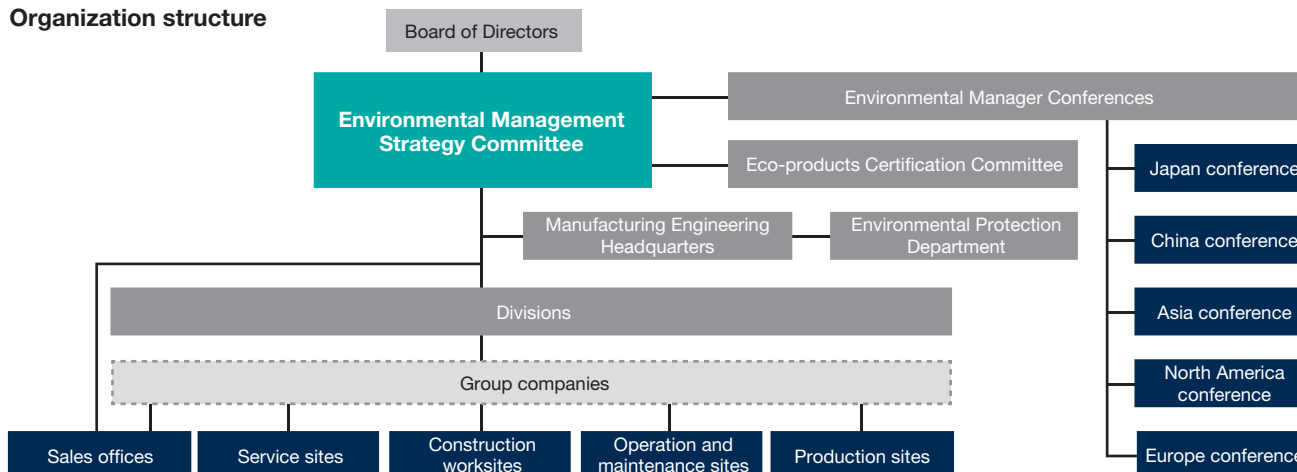 Organization structure
Board of Directors
Environmental Management
Strategy Committee
Environmental Manager Conferences
Eco-products Certification Committee
Japan conference
Manufacturing Engineering
Headquarters
Environmental Protection
Department
China conference
Divisions
Asia conference
Group companies
North America
conference
Sales offices
Service sites
Construction
worksites
Operation and
maintenance sites
Production sites
Europe conference